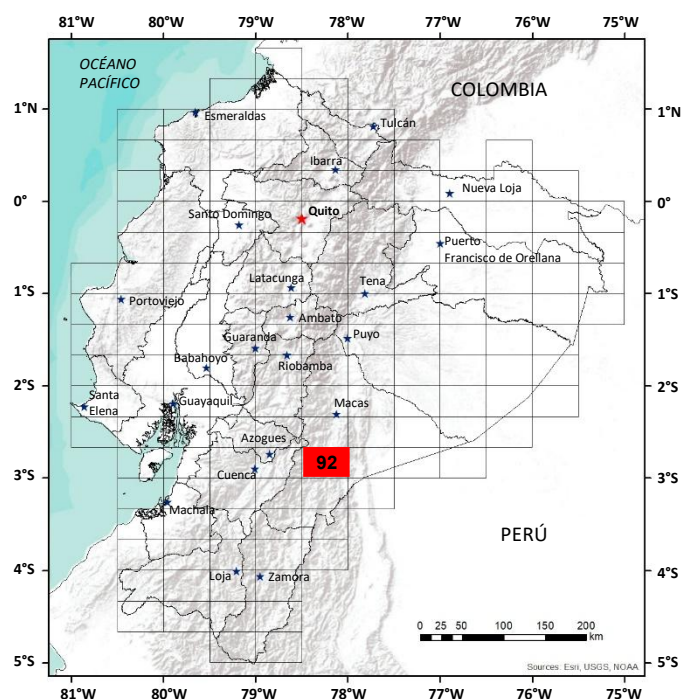 81°W 80°W 79°W 78°W 77°W 76°W 75°W
OCÉANO
PACÍFICO
COLOMBIA
1°N 1°N
Esmeraldas
Tulcán
Ibarra
Nueva Loja
0° 0°
Santo Domingo
Quito
Puerto
Francisco de Orellana
Latacunga
Tena
1°S 1°S
Portoviejo
Ambato
Guaranda
Puyo
Babahoyo
Riobamba
2°S 2°S
Santa
Elena
Guayaquil
Macas
Azogues
92
Cuenca
3°S 3°S
Machala
PERÚ
4°S 4°S
Loja
Zamora
0 25 50 100 150 200
km
Sources: Esri, USGS, NOAA
5°S 5°S
81°W 80°W 79°W 78°W 77°W 76°W 75°W